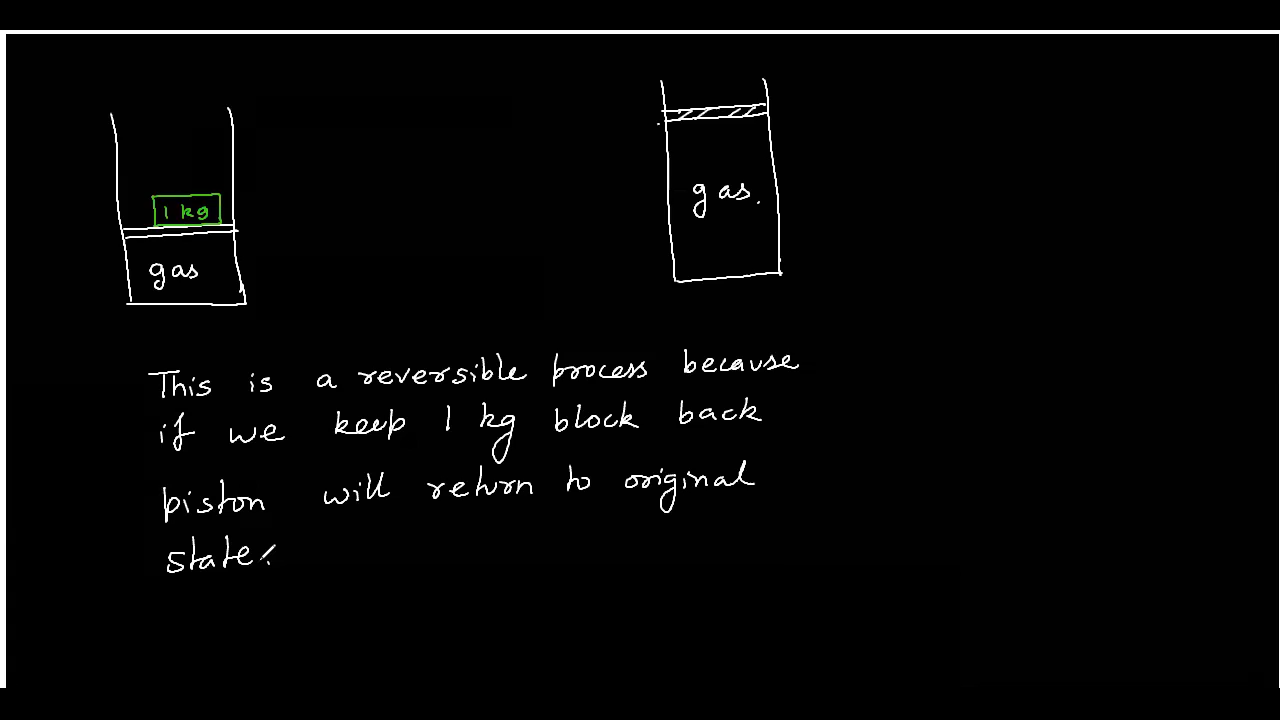 1 kg
gas
gas.
This is a reversible process because
if we keep 1 kg block back
piston will return to original
state.